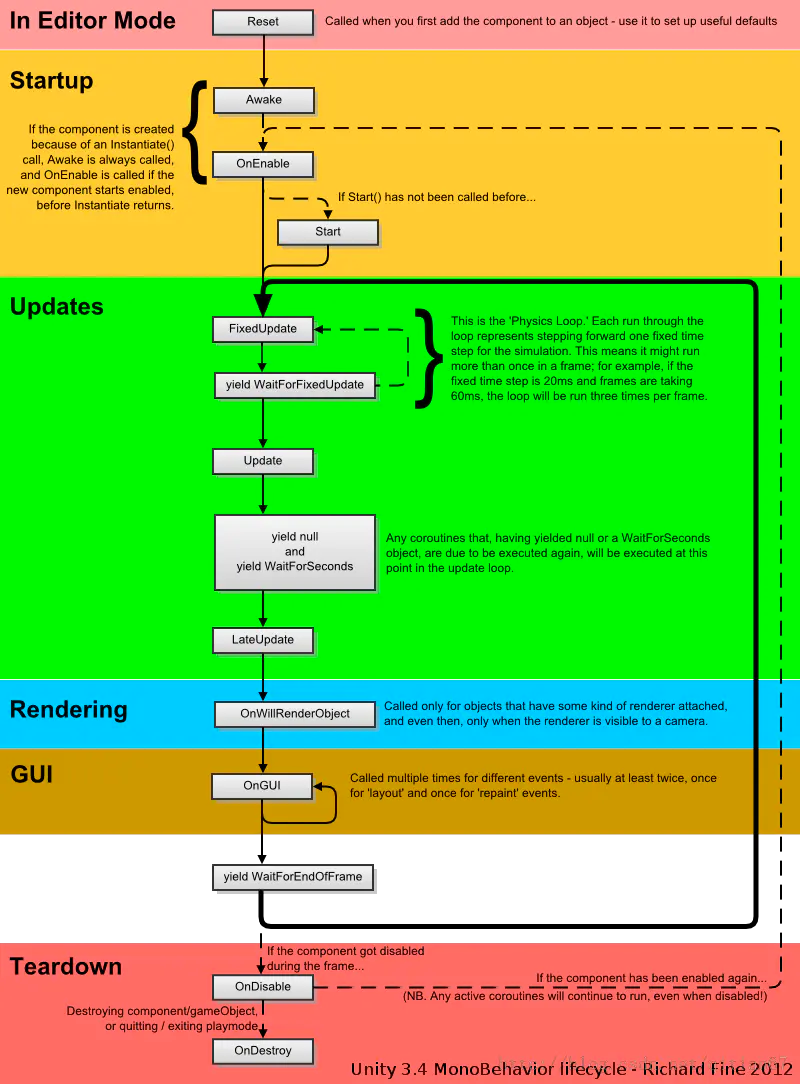 In Editor Mode
Reset
Called when you first add the component to an object - use it to set up useful defaults
Startup
Awake
If the component is created
because of an Instantiate()
call, Awake is always called,
and OnEnable is called if the
new component starts enabled,
before Instantiate returns.
OnEnable
If Start() has not been called before...
Start
Updates
FixedUpdate
This is the 'Physics Loop.' Each run through the
loop represents stepping forward one fixed time
step for the simulation. This means it might run
more than once in a frame; for example, if the
fixed time step is 20ms and frames are taking
60ms, the loop will be run three times per frame.
yield WaitForFixedUpdate
Update
yield null
and
yield WaitForSeconds
Any coroutines that, having yielded null or a WaitForSeconds
object, are due to be executed again, will be executed at this
point in the update loop.
LateUpdate
Rendering
OnWillRenderObject
Called only for objects that have some kind of renderer attached,
and even then, only when the renderer is visible to a camera.
GUI
OnGUI
Called multiple times for different events - usually at least twice, once
for 'layout' and once for 'repaint' events.
yield WaitForEndOfFrame
Teardown
If the component got disabled
during the frame...
OnDisable
If the component has been enabled again...
(NB. Any active coroutines will continue to run, even when disabled!)
Destroying component/gameObject,
or quitting / exiting playmode
OnDestroy
Unity 3.4 MonoBehavior lifecycle - Richard Fine 2012